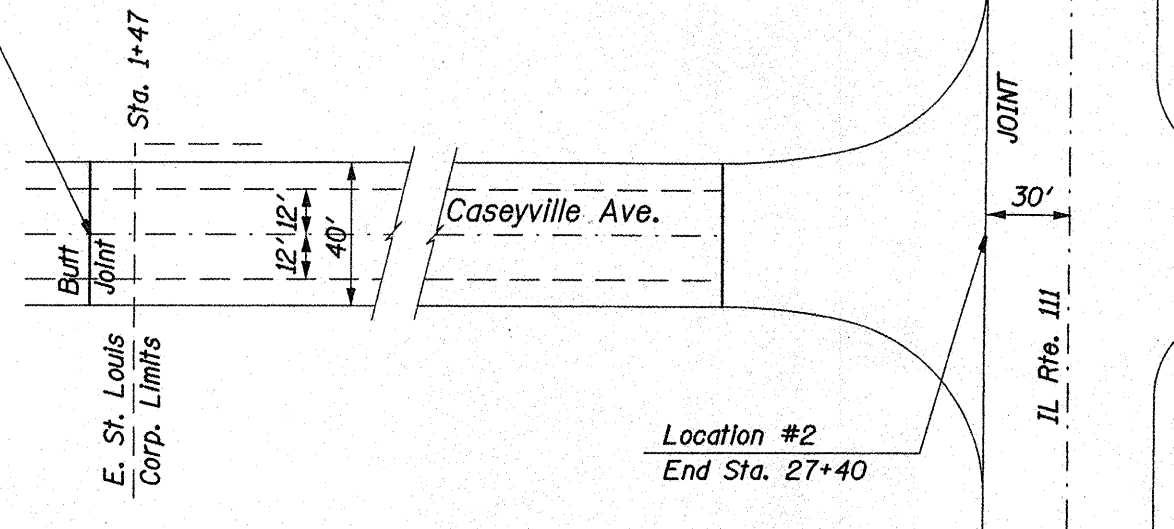 Sta. 1+47
Butt
Joint
12'
12'
40'
Caseyville Ave.
JOINT
30'
IL Rte. 111
E. St. Louis
Corp. Limits
Location #2
End Sta. 27+40